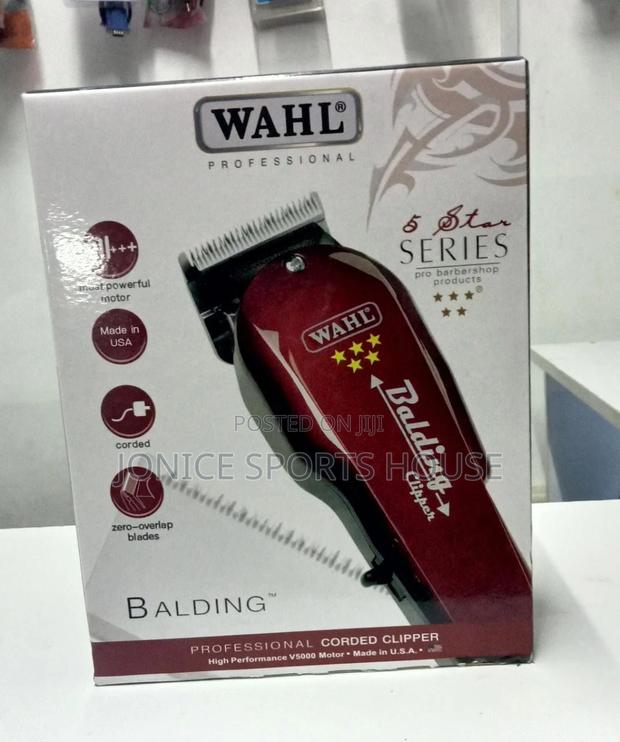 WAHL®
PROFESSIONAL
5 Star
SERIES
pro barbershop
products
®
+++
most powerful
motor
Made in
USA
corded
zero-overlap
blades
WAHL®
Balding
Clipper
POSTED ON JIJI
JONICE SPORTS HOUSE
BALDING™
PROFESSIONAL CORDED CLIPPER
High Performance V5000 Motor • Made in U.S.A. •